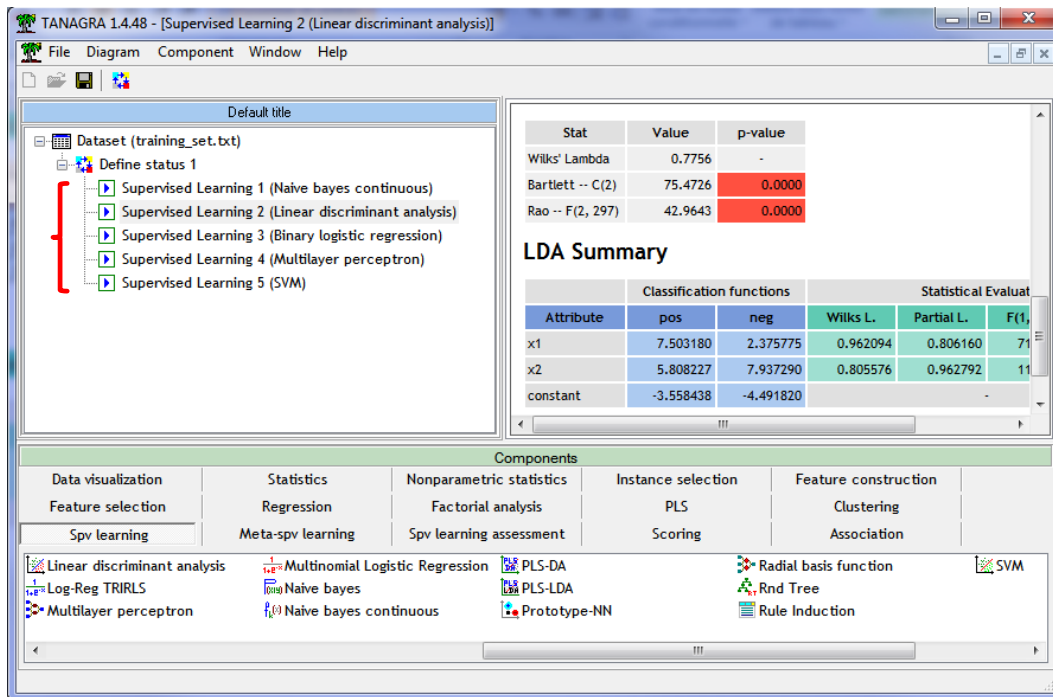 TANAGRA 1.4.48 - [Supervised Learning 2 (Linear discriminant analysis)]
File Diagram Component Window Help
Default title
Dataset (training_set.txt)
Define status 1
Supervised Learning 1 (Naive bayes continuous)
Supervised Learning 2 (Linear discriminant analysis)
Supervised Learning 3 (Binary logistic regression)
Supervised Learning 4 (Multilayer perceptron)
Supervised Learning 5 (SVM)
Stat Value p-value
Wilks' Lambda 0.7756 -
Bartlett -- C(2) 75.4726 0.0000
Rao -- F(2, 297) 42.9643 0.0000
LDA Summary
Classification functions Statistical Evaluat
Attribute pos neg Wilks L. Partial L. F(1,
x1 7.503180 2.375775 0.962094 0.806160 71
x2 5.808227 7.937290 0.805576 0.962792 11
constant -3.558438 -4.491820 -
Components
Data visualization Statistics Nonparametric statistics Instance selection Feature construction
Feature selection Regression Factorial analysis PLS Clustering
Spv learning Meta-spv learning Spv learning assessment Scoring Association
Linear discriminant analysis Multinomial Logistic Regression PLS-DA Radial basis function SVM
Log-Reg TRIRLS Naive bayes PLS-LDA Rnd Tree
Multilayer perceptron Naive bayes continuous Prototype-NN Rule Induction